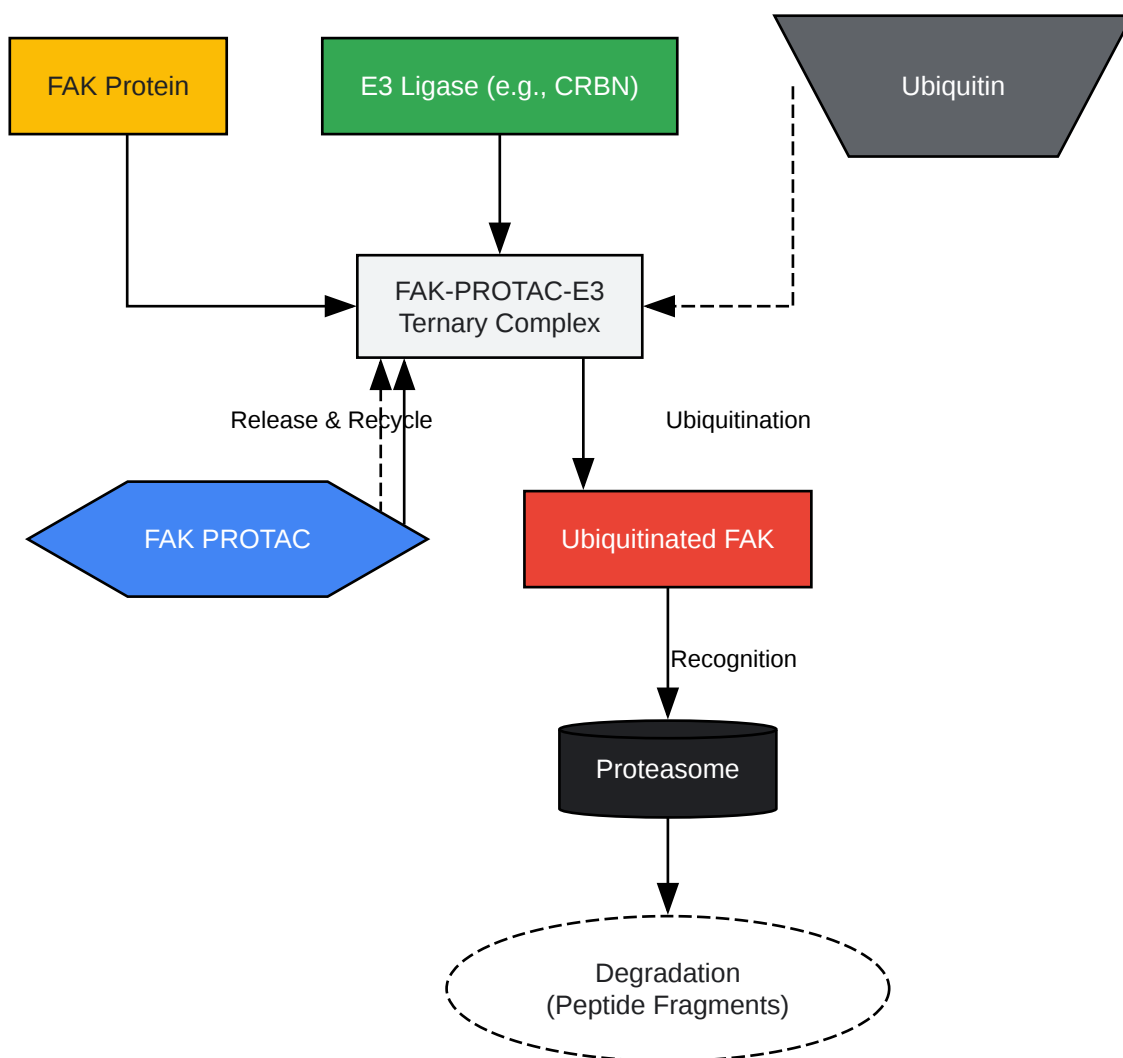 FAK Protein
E3 Ligase (e.g., CRBN)
Ubiquitin
FAK-PROTAC-E3
Ternary Complex
Release & Recycle
Ubiquitination
FAK PROTAC
Ubiquitinated FAK
Recognition
Proteasome
Degradation
(Peptide Fragments)